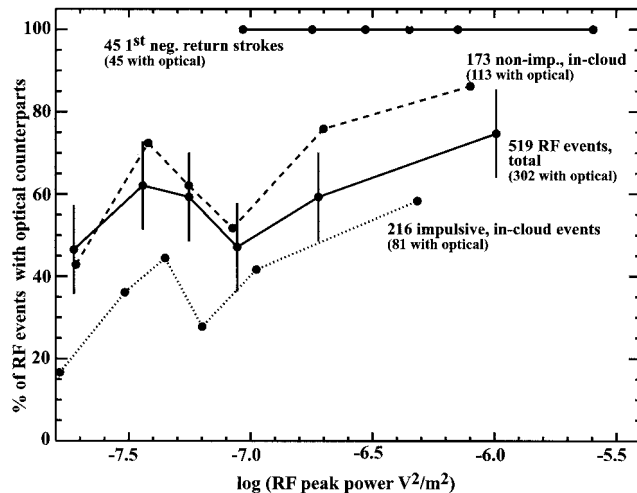 100
80
60
40
20
0
% of RF events with optical counterparts
45 1st neg. return strokes
(45 with optical)
173 non-imp., in-cloud
(113 with optical)
519 RF events,
total
(302 with optical)
216 impulsive, in-cloud events
(81 with optical)
-7.5 -7.0 -6.5 -6.0 -5.5
log (RF peak power V²/m²)